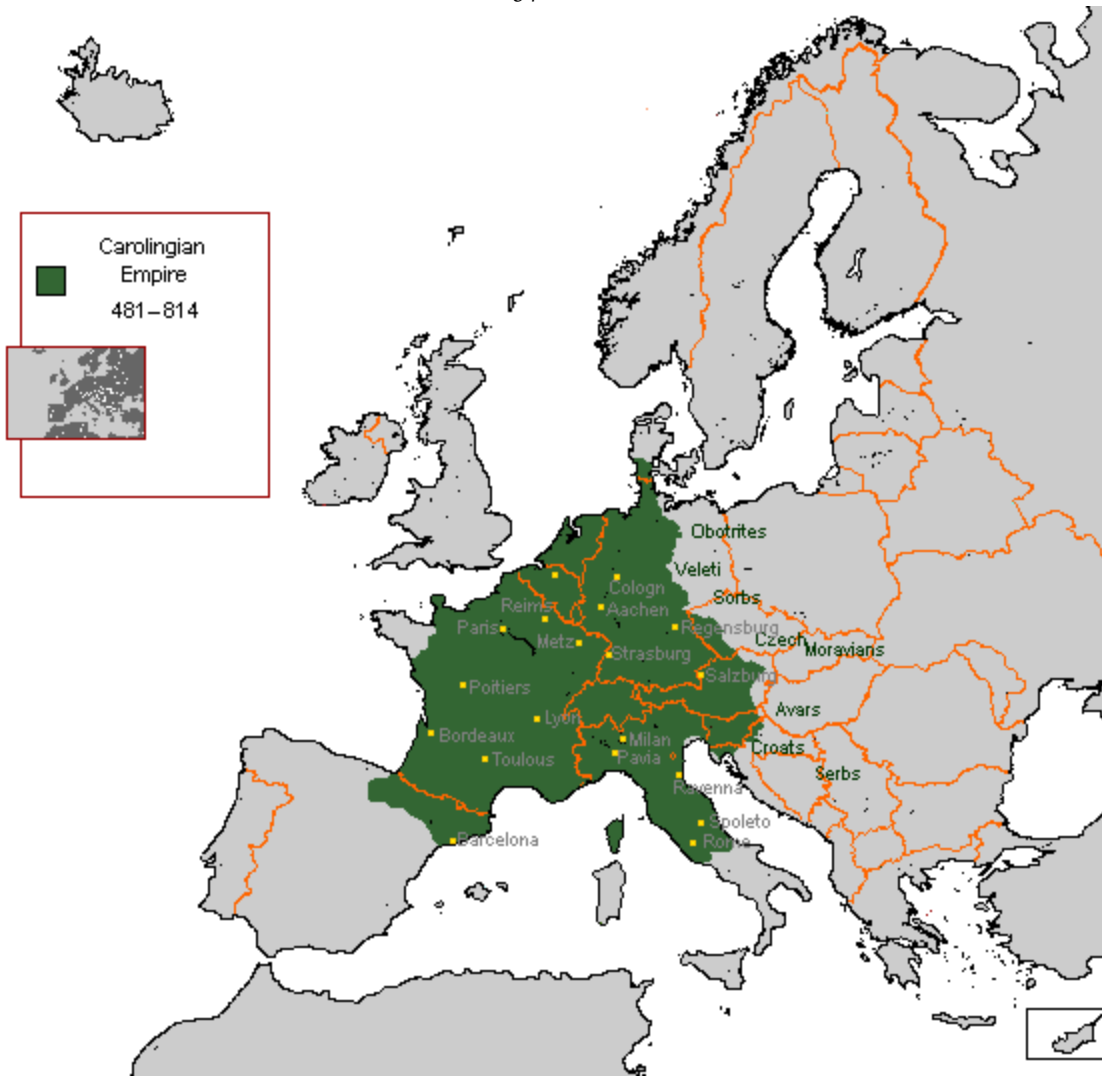 Carolingian
Empire
481–814
Obotrites
Veleti
Cologn
Sorbs
Reims
Aachen
Paris
Regensburg
Metz
Czech
Strasburg
Moravians
Salzburg
Poitiers
Avars
Lyon
Bordeaux
Milan
Croats
Toulous
Pavia
Serbs
Ravenna
Spoleto
Barcelona
Rome